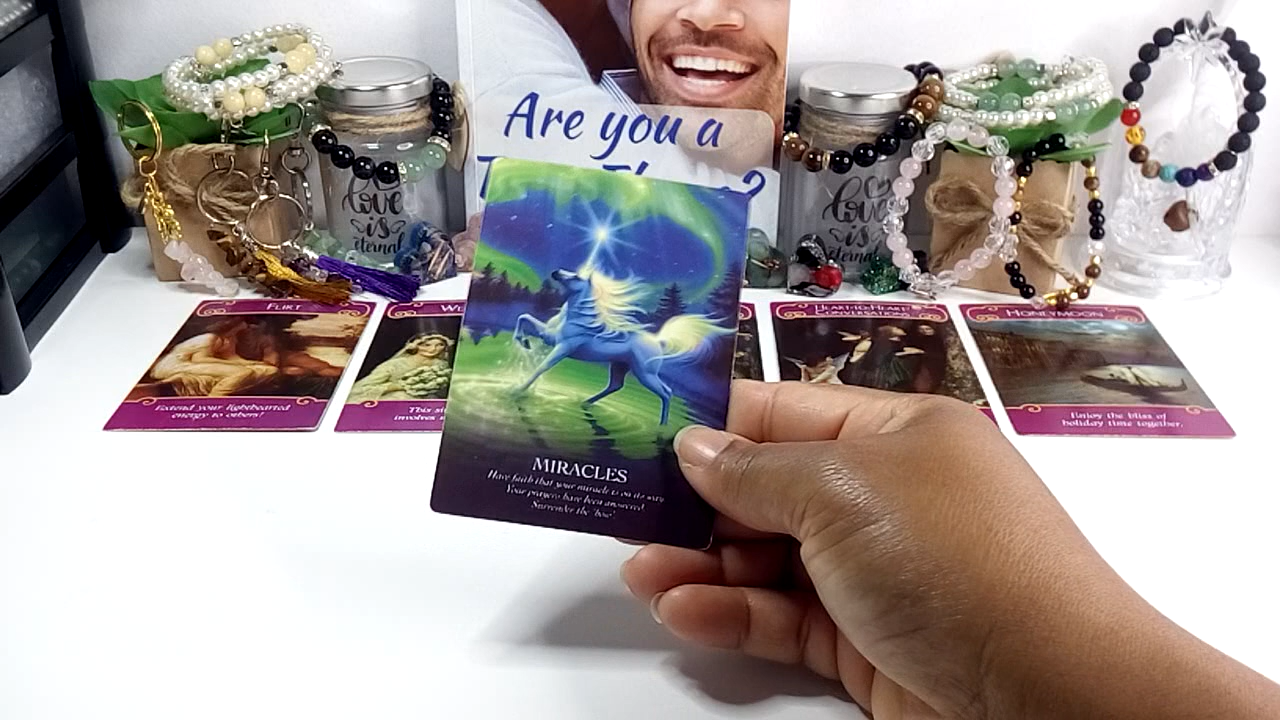 Are you a
love
is
eternal
love
is
eternal
FLIRT
Extend your lighthearted
energy to others!
WE
This
involves
HEART-TO-HEART
CONVERSATIONS
HONEYMOON
Enjoy the bliss of
holiday time together.
MIRACLES
Have faith that your miracle is on its way.
Your prayers have been answered.
Surrender the 'how'.